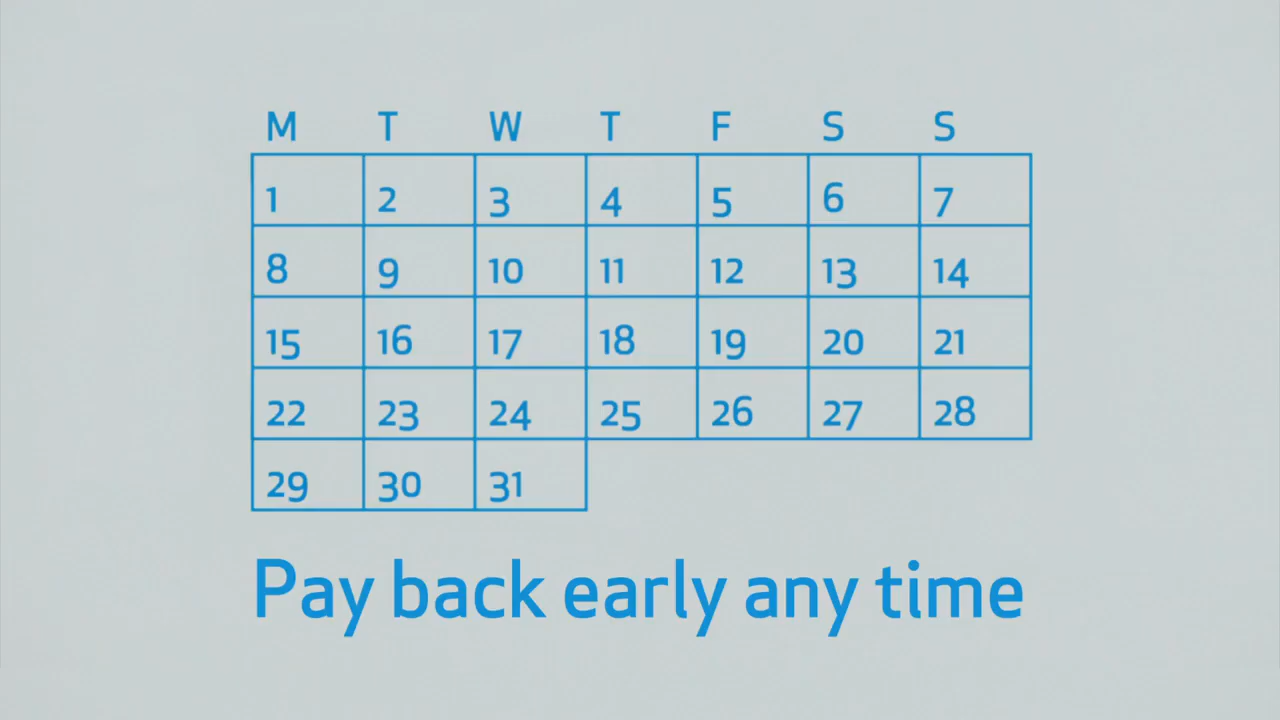 M T W T F S S
1 2 3 4 5 6 7
8 9 10 11 12 13 14
15 16 17 18 19 20 21
22 23 24 25 26 27 28
29 30 31
Pay back early any time